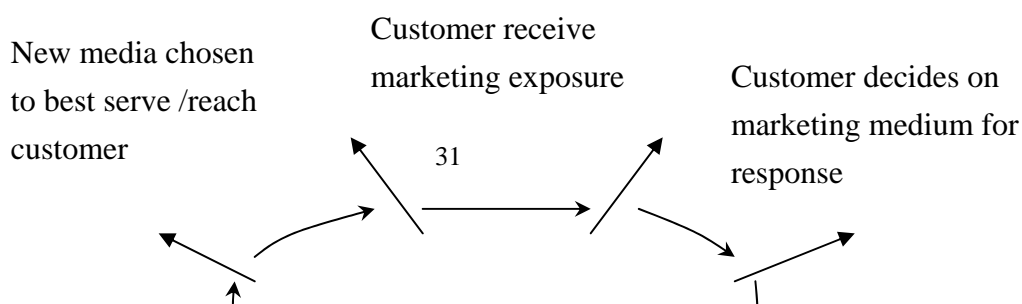 New media chosen
to best serve /reach
customer
Customer receive
marketing exposure
Customer decides on
marketing medium for
response
31